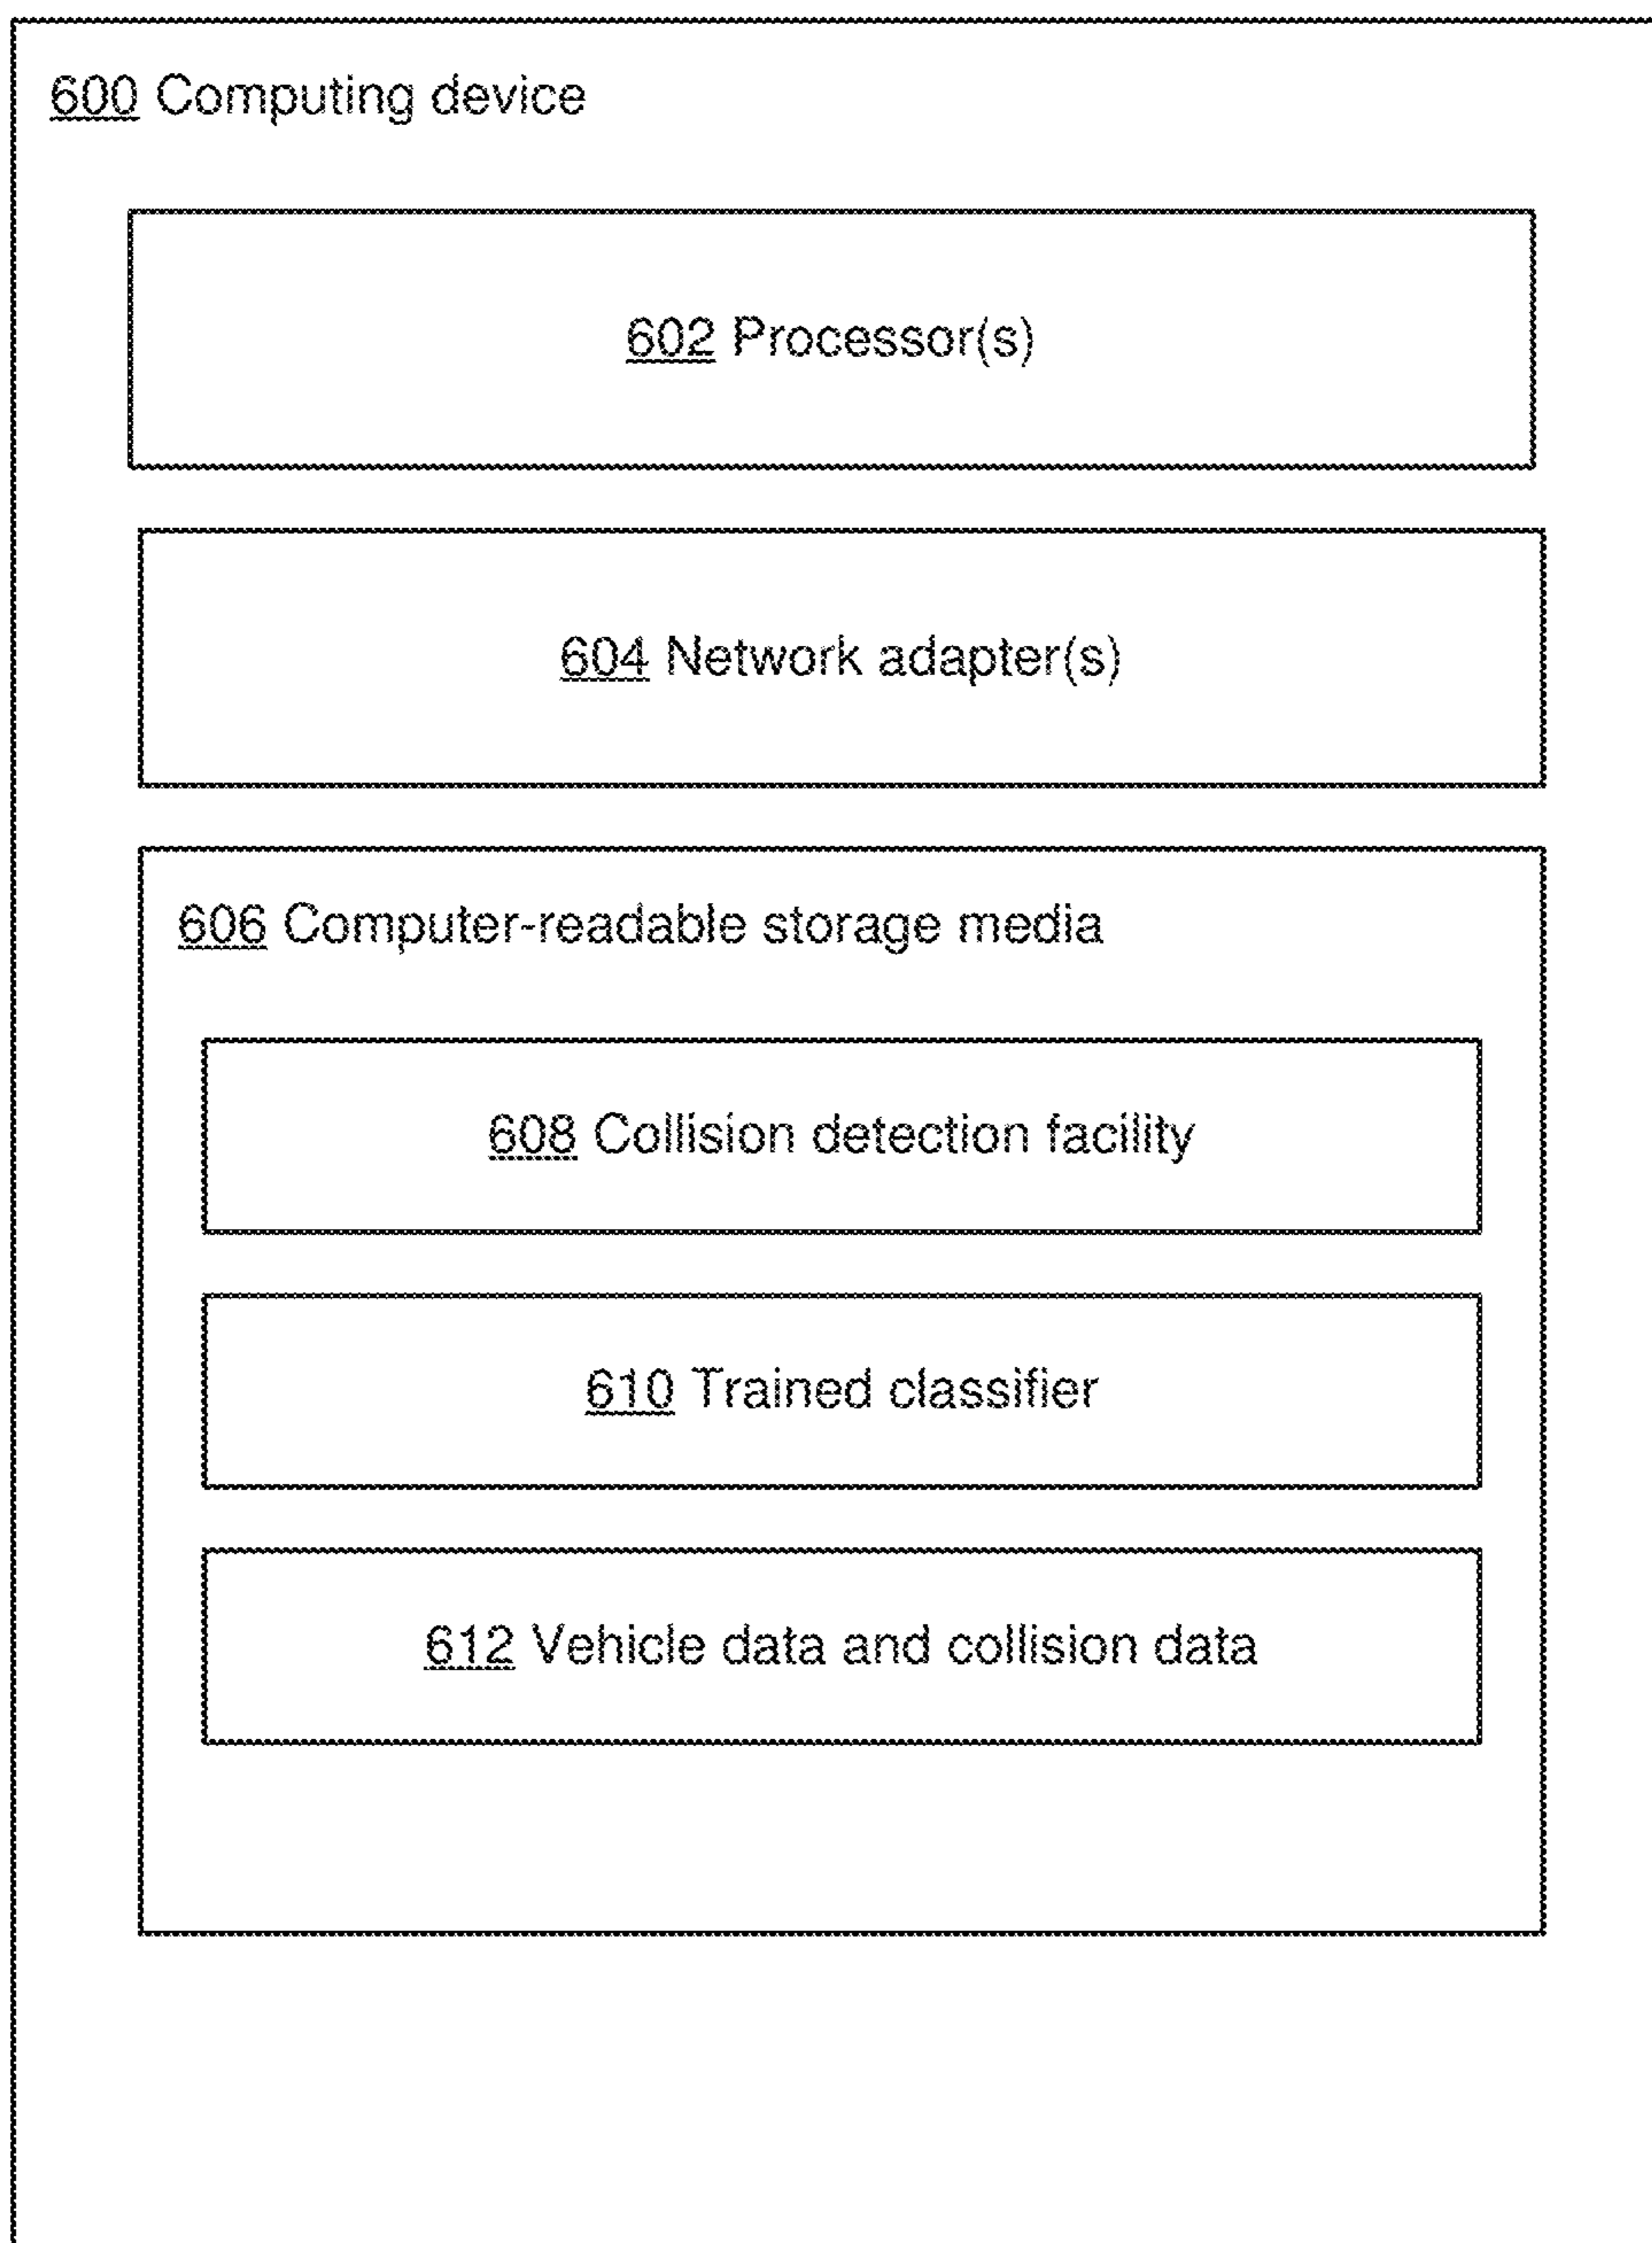 600 Computing device
602 Processor(s)
604 Network adapter(s)
606 Computer-readable storage media
608 Collision detection facility
610 Trained classifier
612 Vehicle data and collision data